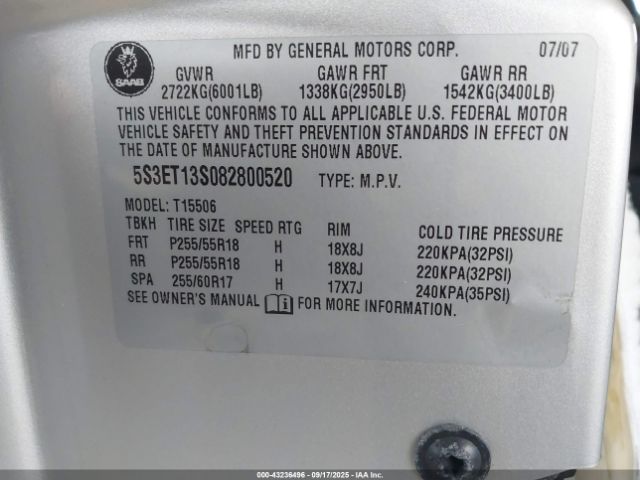 MFD BY GENERAL MOTORS CORP. 07/07
SAAB
GVWR GAWR FRT GAWR RR
2722KG(6001LB) 1338KG(2950LB) 1542KG(3400LB)
THIS VEHICLE CONFORMS TO ALL APPLICABLE U.S. FEDERAL MOTOR
VEHICLE SAFETY AND THEFT PREVENTION STANDARDS IN EFFECT ON
THE DATE OF MANUFACTURE SHOWN ABOVE.
5S3ET13S082800520 TYPE: M.P.V.
MODEL: T15506
TBKH TIRE SIZE SPEED RTG RIM COLD TIRE PRESSURE
FRT P255/55R18 H 18X8J 220KPA(32PSI)
RR P255/55R18 H 18X8J 220KPA(32PSI)
SPA 255/60R17 H 17X7J 240KPA(35PSI)
SEE OWNER'S MANUAL FOR MORE INFORMATION.
000-43236496 - 09/17/2025 - IAA Inc.